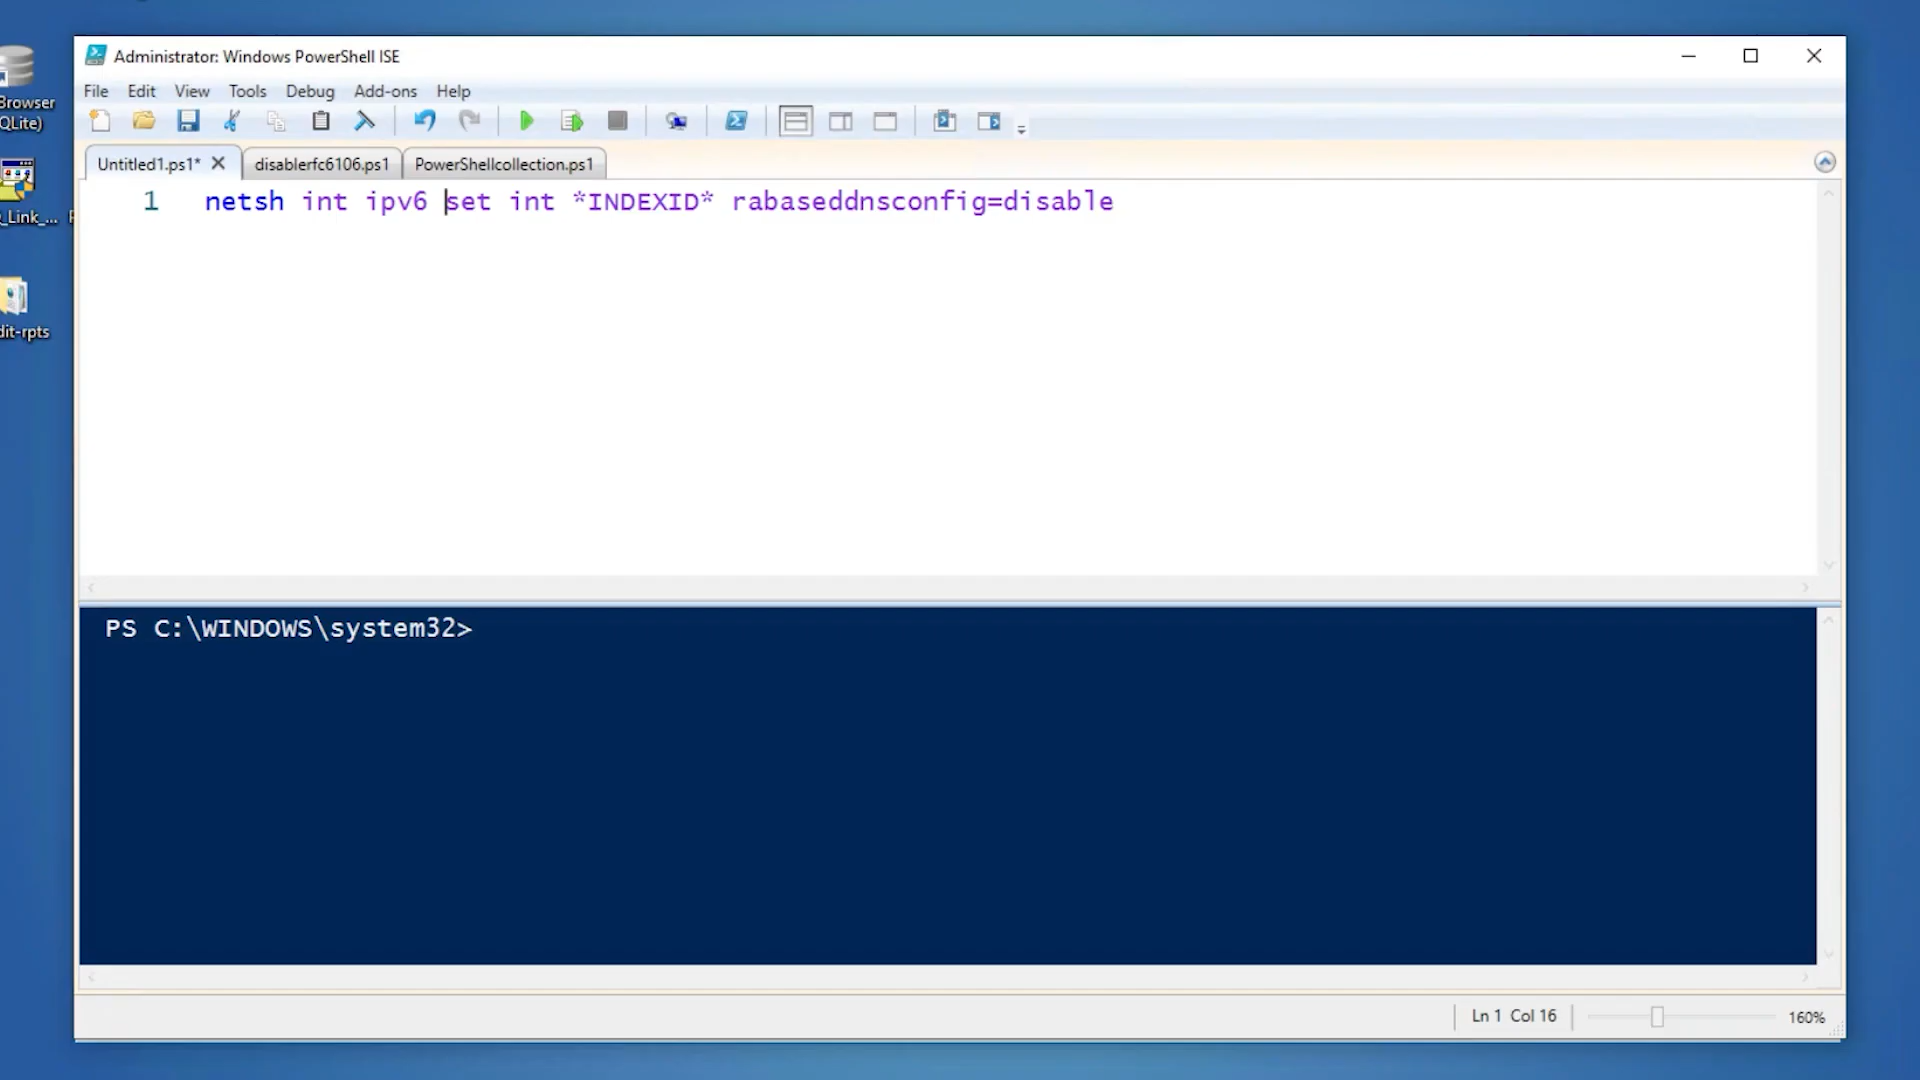 Administrator: Windows PowerShell ISE
File Edit View Tools Debug Add-ons Help
Untitled1.ps1* disablerfc6106.ps1 PowerShellcollection.ps1
1 netsh int ipv6 set int *INDEXID* rabaseddnsconfig=disable
PS C:\WINDOWS\system32>
Ln 1 Col 16 160%
Browser
QLite)
_Link_...
dit-rpts